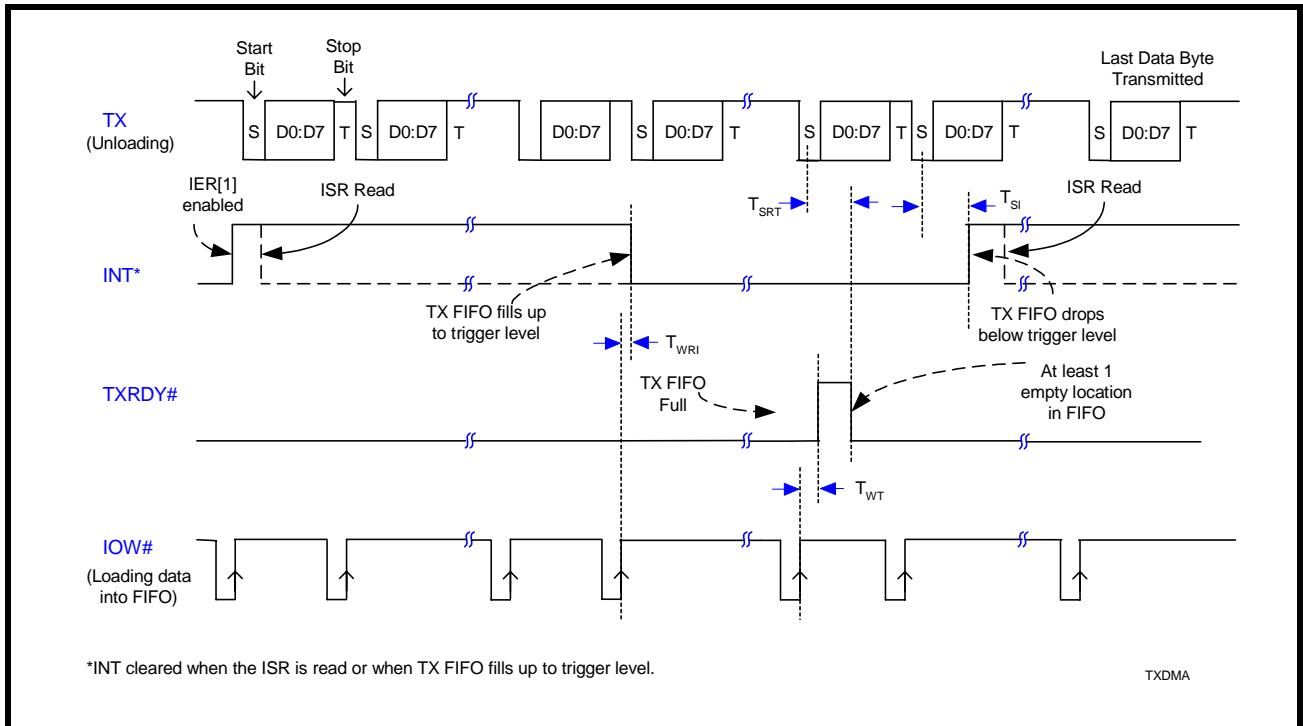 Start
Bit
Stop
Bit
Last Data Byte
Transmitted
TX
(Unloading)
S D0:D7 T S D0:D7 T D0:D7 S D0:D7 T S D0:D7 T S D0:D7 T S D0:D7 T
IER[1]
enabled
ISR Read
TSRT
TSI
ISR Read
INT*
TX FIFO fills up
to trigger level
TX FIFO drops
below trigger level
TWRI
TXRDY#
TX FIFO
Full
At least 1
empty location
in FIFO
TWT
IOW#
(Loading data
into FIFO)
*INT cleared when the ISR is read or when TX FIFO fills up to trigger level.
TXDMA